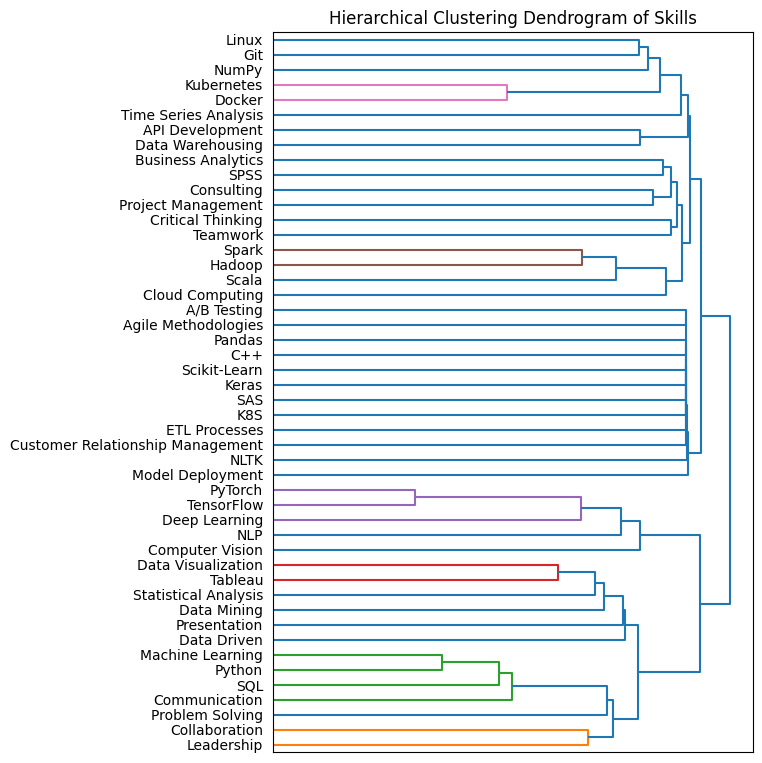 Hierarchical Clustering Dendrogram of Skills
Linux
Git
NumPy
Kubernetes
Docker
Time Series Analysis
API Development
Data Warehousing
Business Analytics
SPSS
Consulting
Project Management
Critical Thinking
Teamwork
Spark
Hadoop
Scala
Cloud Computing
A/B Testing
Agile Methodologies
Pandas
C++
Scikit-Learn
Keras
SAS
K8S
ETL Processes
Customer Relationship Management
NLTK
Model Deployment
PyTorch
TensorFlow
Deep Learning
NLP
Computer Vision
Data Visualization
Tableau
Statistical Analysis
Data Mining
Presentation
Data Driven
Machine Learning
Python
SQL
Communication
Problem Solving
Collaboration
Leadership